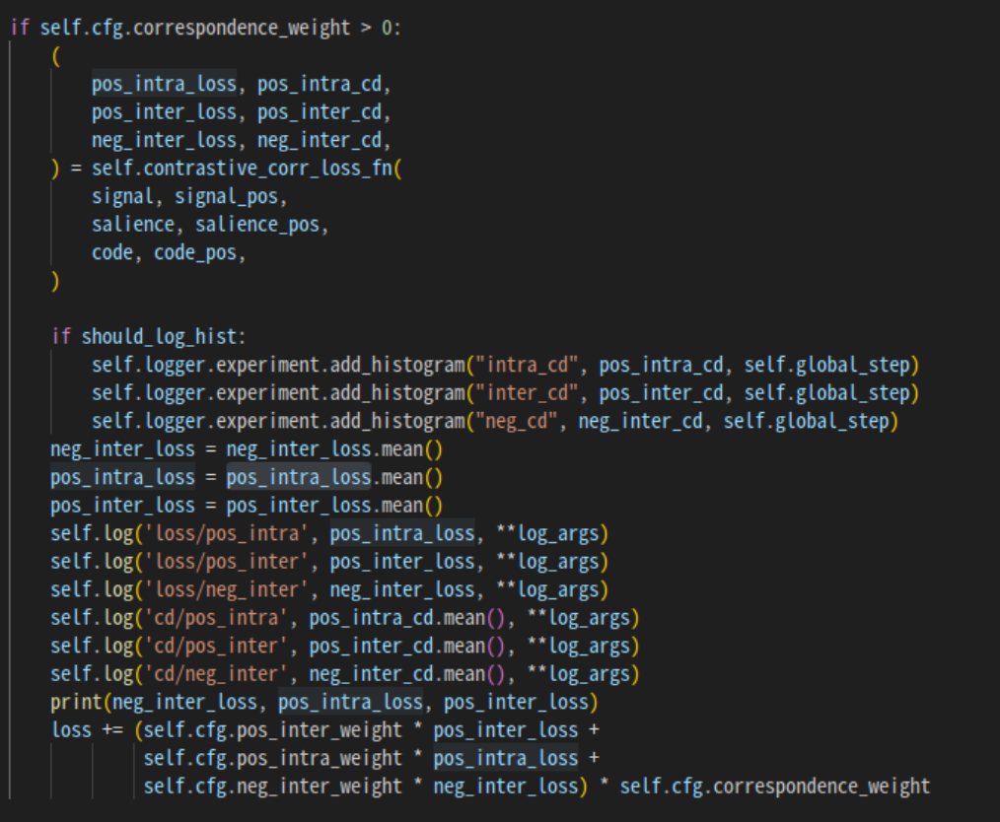 if self.cfg.correspondence_weight > 0:
    (
        pos_intra_loss, pos_intra_cd,
        pos_inter_loss, pos_inter_cd,
        neg_inter_loss, neg_inter_cd,
    ) = self.contrastive_corr_loss_fn(
        signal, signal_pos,
        salience, salience_pos,
        code, code_pos,
    )

    if should_log_hist:
        self.logger.experiment.add_histogram("intra_cd", pos_intra_cd, self.global_step)
        self.logger.experiment.add_histogram("inter_cd", pos_inter_cd, self.global_step)
        self.logger.experiment.add_histogram("neg_cd", neg_inter_cd, self.global_step)
    neg_inter_loss = neg_inter_loss.mean()
    pos_intra_loss = pos_intra_loss.mean()
    pos_inter_loss = pos_inter_loss.mean()
    self.log('loss/pos_intra', pos_intra_loss, **log_args)
    self.log('loss/pos_inter', pos_inter_loss, **log_args)
    self.log('loss/neg_inter', neg_inter_loss, **log_args)
    self.log('cd/pos_intra', pos_intra_cd.mean(), **log_args)
    self.log('cd/pos_inter', pos_inter_cd.mean(), **log_args)
    self.log('cd/neg_inter', neg_inter_cd.mean(), **log_args)
    print(neg_inter_loss, pos_intra_loss, pos_inter_loss)
    loss += (self.cfg.pos_inter_weight * pos_inter_loss +
             self.cfg.pos_intra_weight * pos_intra_loss +
             self.cfg.neg_inter_weight * neg_inter_loss) * self.cfg.correspondence_weight